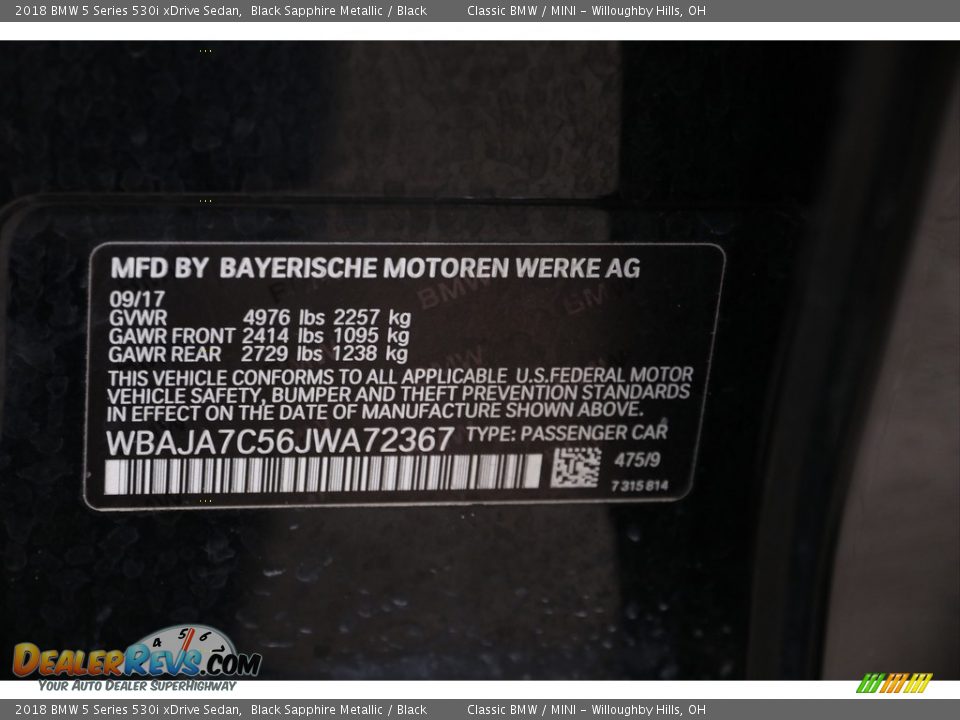 2018 BMW 5 Series 530i xDrive Sedan, Black Sapphire Metallic / Black Classic BMW / MINI - Willoughby Hills, OH
MFD BY BAYERISCHE MOTOREN WERKE AG
09/17
GVWR 4976 lbs 2257 kg
GAWR FRONT 2414 lbs 1095 kg
GAWR REAR 2729 lbs 1238 kg
THIS VEHICLE CONFORMS TO ALL APPLICABLE U.S.FEDERAL MOTOR
VEHICLE SAFETY, BUMPER AND THEFT PREVENTION STANDARDS
IN EFFECT ON THE DATE OF MANUFACTURE SHOWN ABOVE.
WBAJA7C56JWA72367 TYPE: PASSENGER CAR
475/9
7315814
4 5 6
DEALERREVS.COM
YOUR AUTO DEALER SUPERHIGHWAY
2018 BMW 5 Series 530i xDrive Sedan, Black Sapphire Metallic / Black Classic BMW / MINI - Willoughby Hills, OH